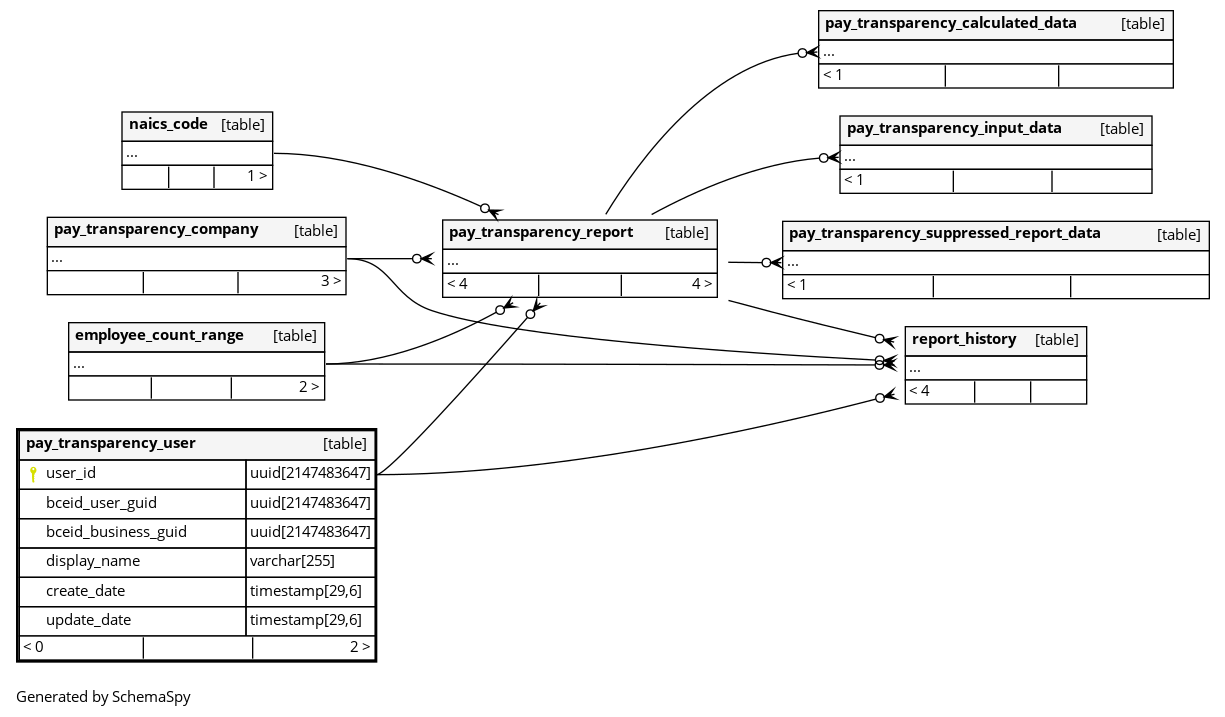 pay_transparency_calculated_data [table]
...
< 1
pay_transparency_input_data [table]
...
< 1
naics_code [table]
...
1 >
pay_transparency_company [table]
...
3 >
pay_transparency_report [table]
...
< 4 4 >
pay_transparency_suppressed_report_data [table]
...
< 1
employee_count_range [table]
...
2 >
report_history [table]
...
< 4
pay_transparency_user [table]
user_id uuid[2147483647]
bceid_user_guid uuid[2147483647]
bceid_business_guid uuid[2147483647]
display_name varchar[255]
create_date timestamp[29,6]
update_date timestamp[29,6]
< 0 2 >
Generated by SchemaSpy